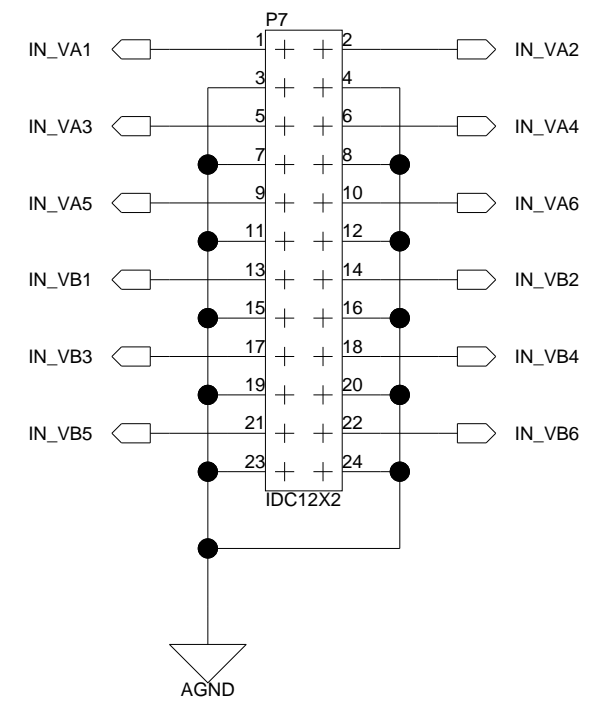 P7
IN_VA1 1 2 IN_VA2
3 4
IN_VA3 5 6 IN_VA4
7 8
IN_VA5 9 10 IN_VA6
11 12
IN_VB1 13 14 IN_VB2
15 16
IN_VB3 17 18 IN_VB4
19 20
IN_VB5 21 22 IN_VB6
23 24
IDC12X2
AGND